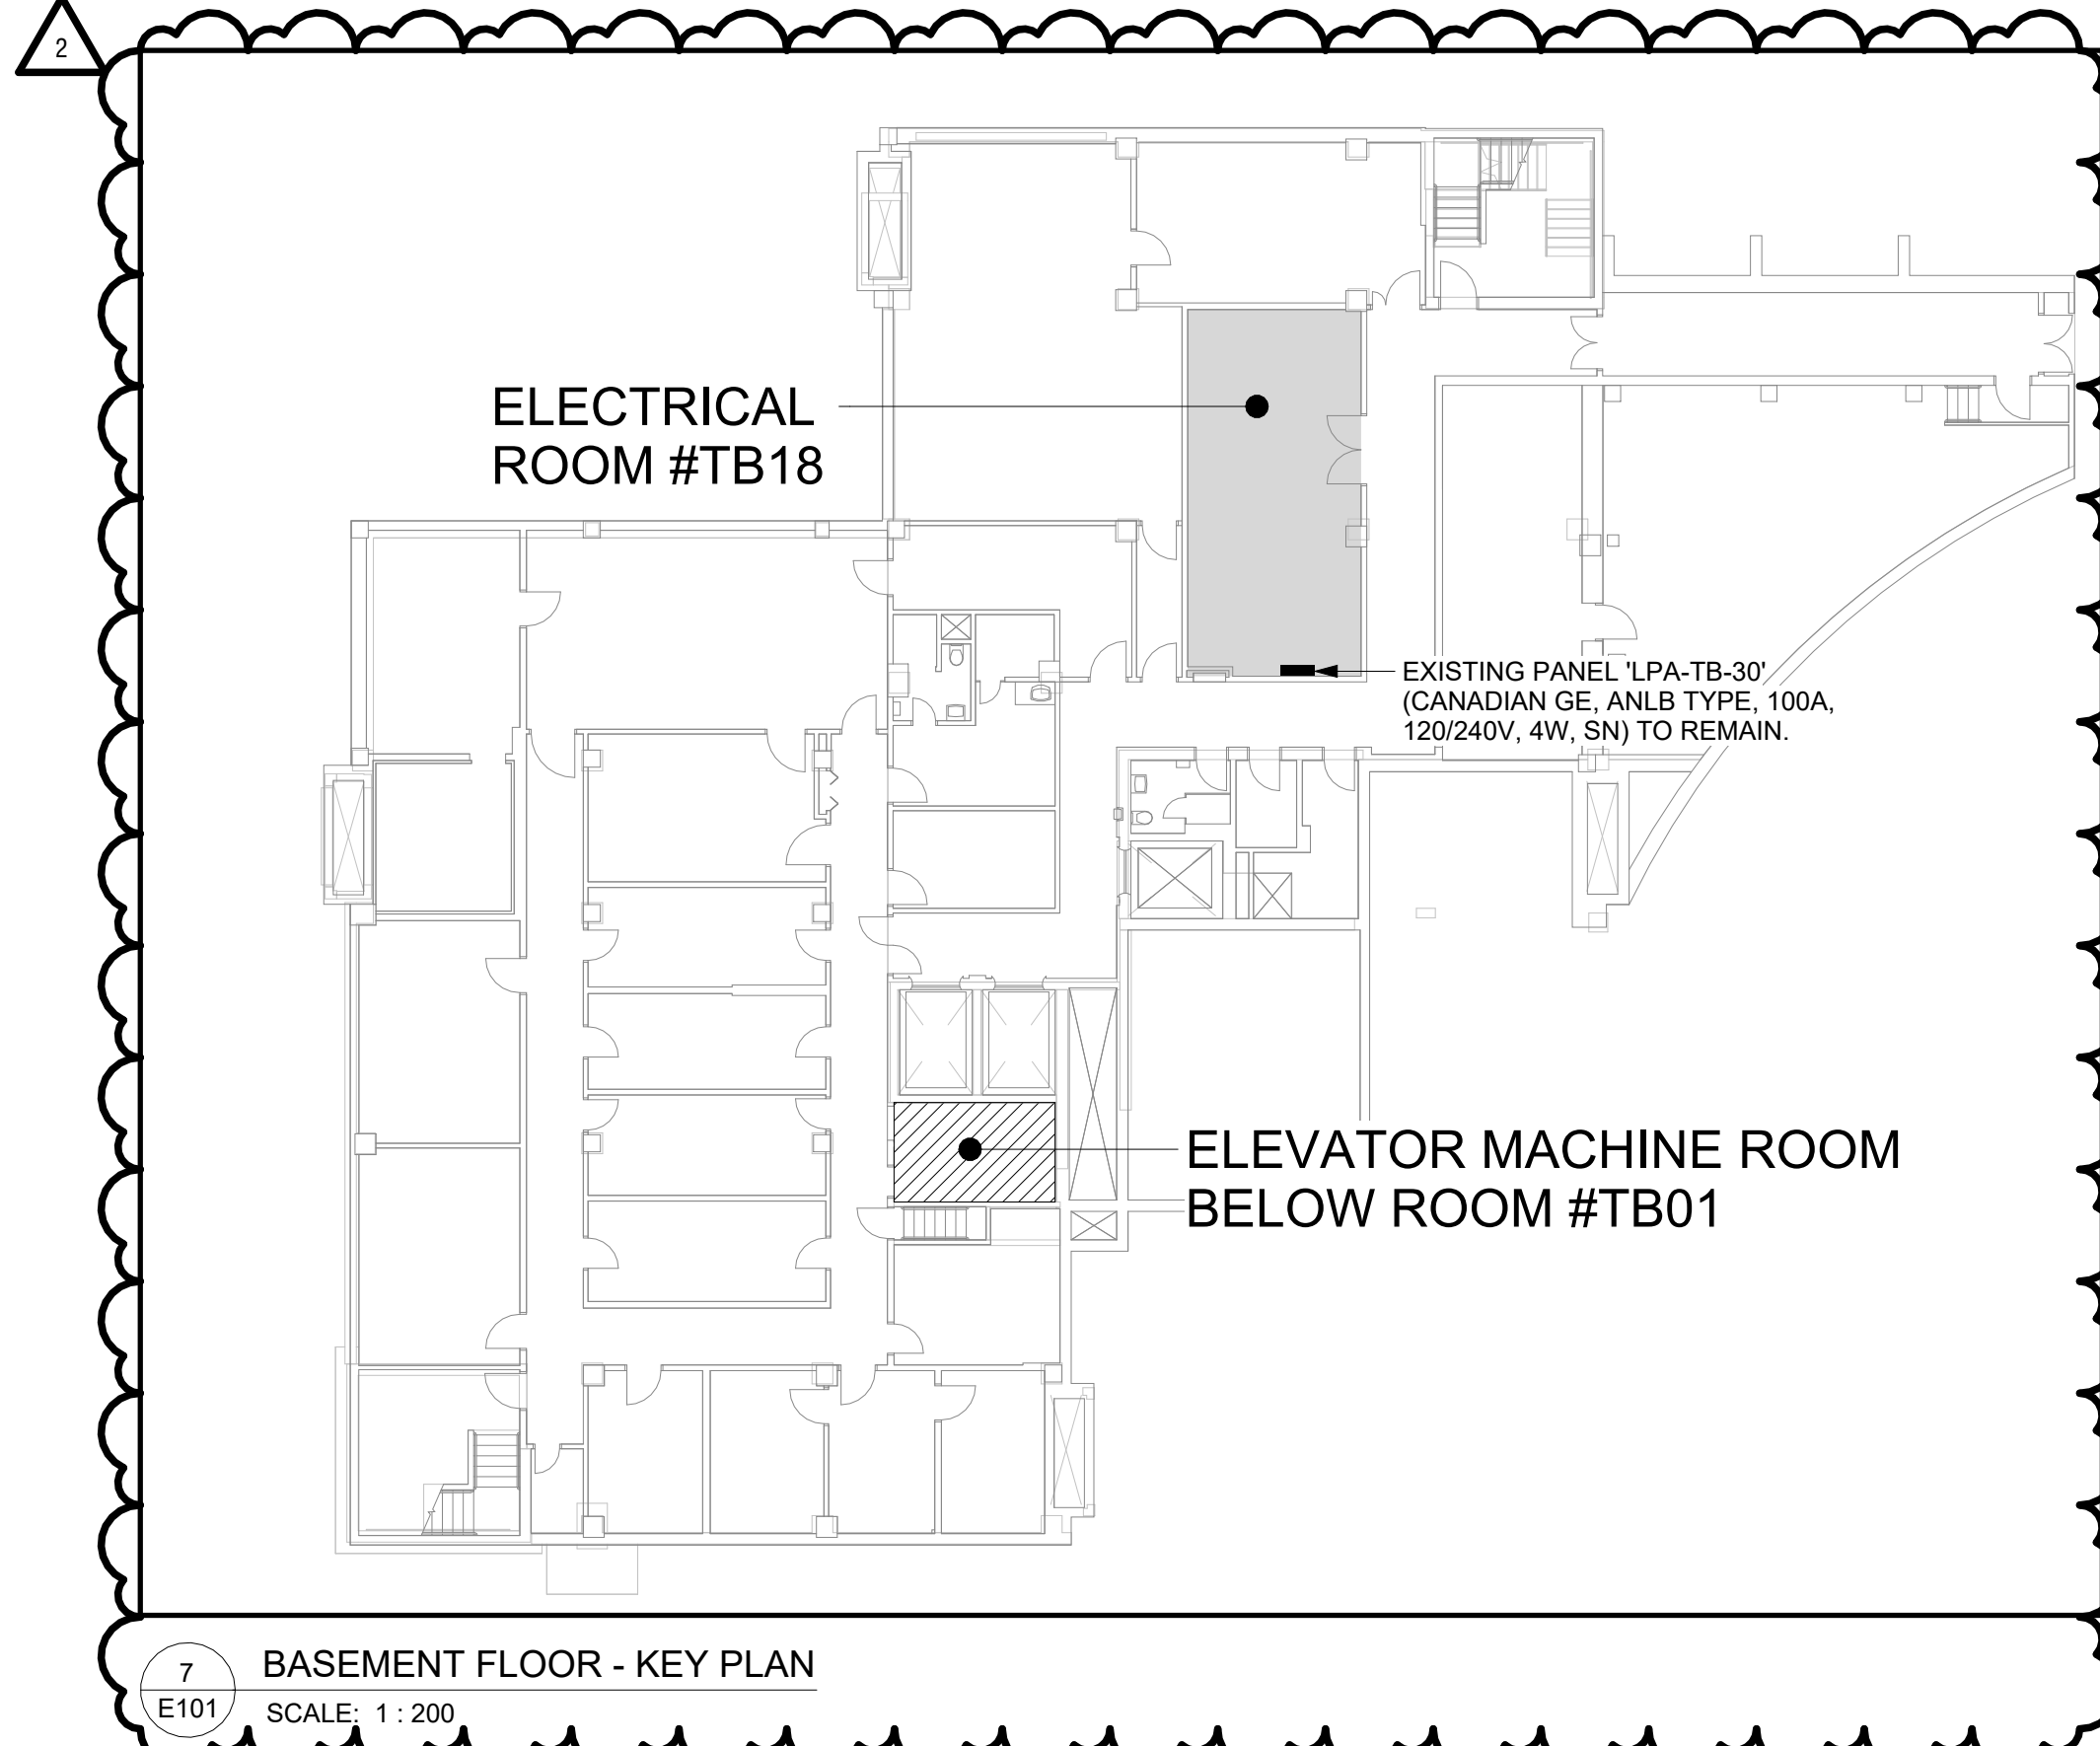 2
ELECTRICAL
ROOM #TB18
EXISTING PANEL 'LPA-TB-30'
(CANADIAN GE, ANLB TYPE, 100A,
120/240V, 4W, SN) TO REMAIN.
ELEVATOR MACHINE ROOM
BELOW ROOM #TB01
7
E101
BASEMENT FLOOR - KEY PLAN
SCALE: 1 : 200